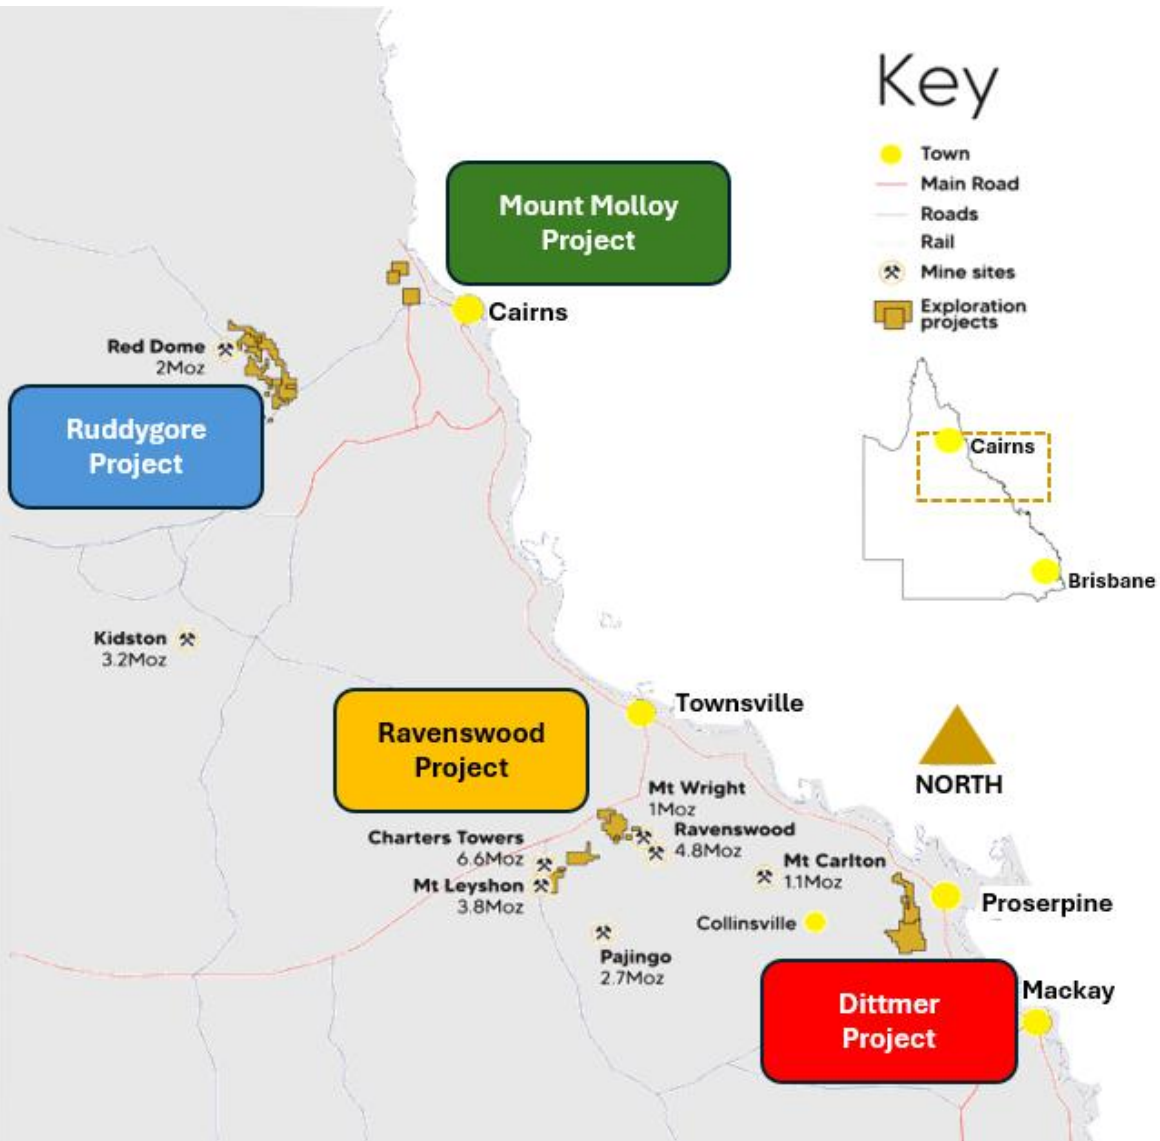 Key
Town
Main Road
Roads
Rail
Mine sites
Exploration
projects
Mount Molloy
Project
Cairns
Red Dome
2Moz
Ruddygore
Project
Cairns
Brisbane
Kidston
3.2Moz
Townsville
Ravenswood
Project
NORTH
Mt Wright
1Moz
Ravenswood
4.8Moz
Charters Towers
6.6Moz
Mt Leyshon
3.8Moz
Mt Carlton
1.1Moz
Collinsville
Proserpine
Pajingo
2.7Moz
Mackay
Dittmer
Project